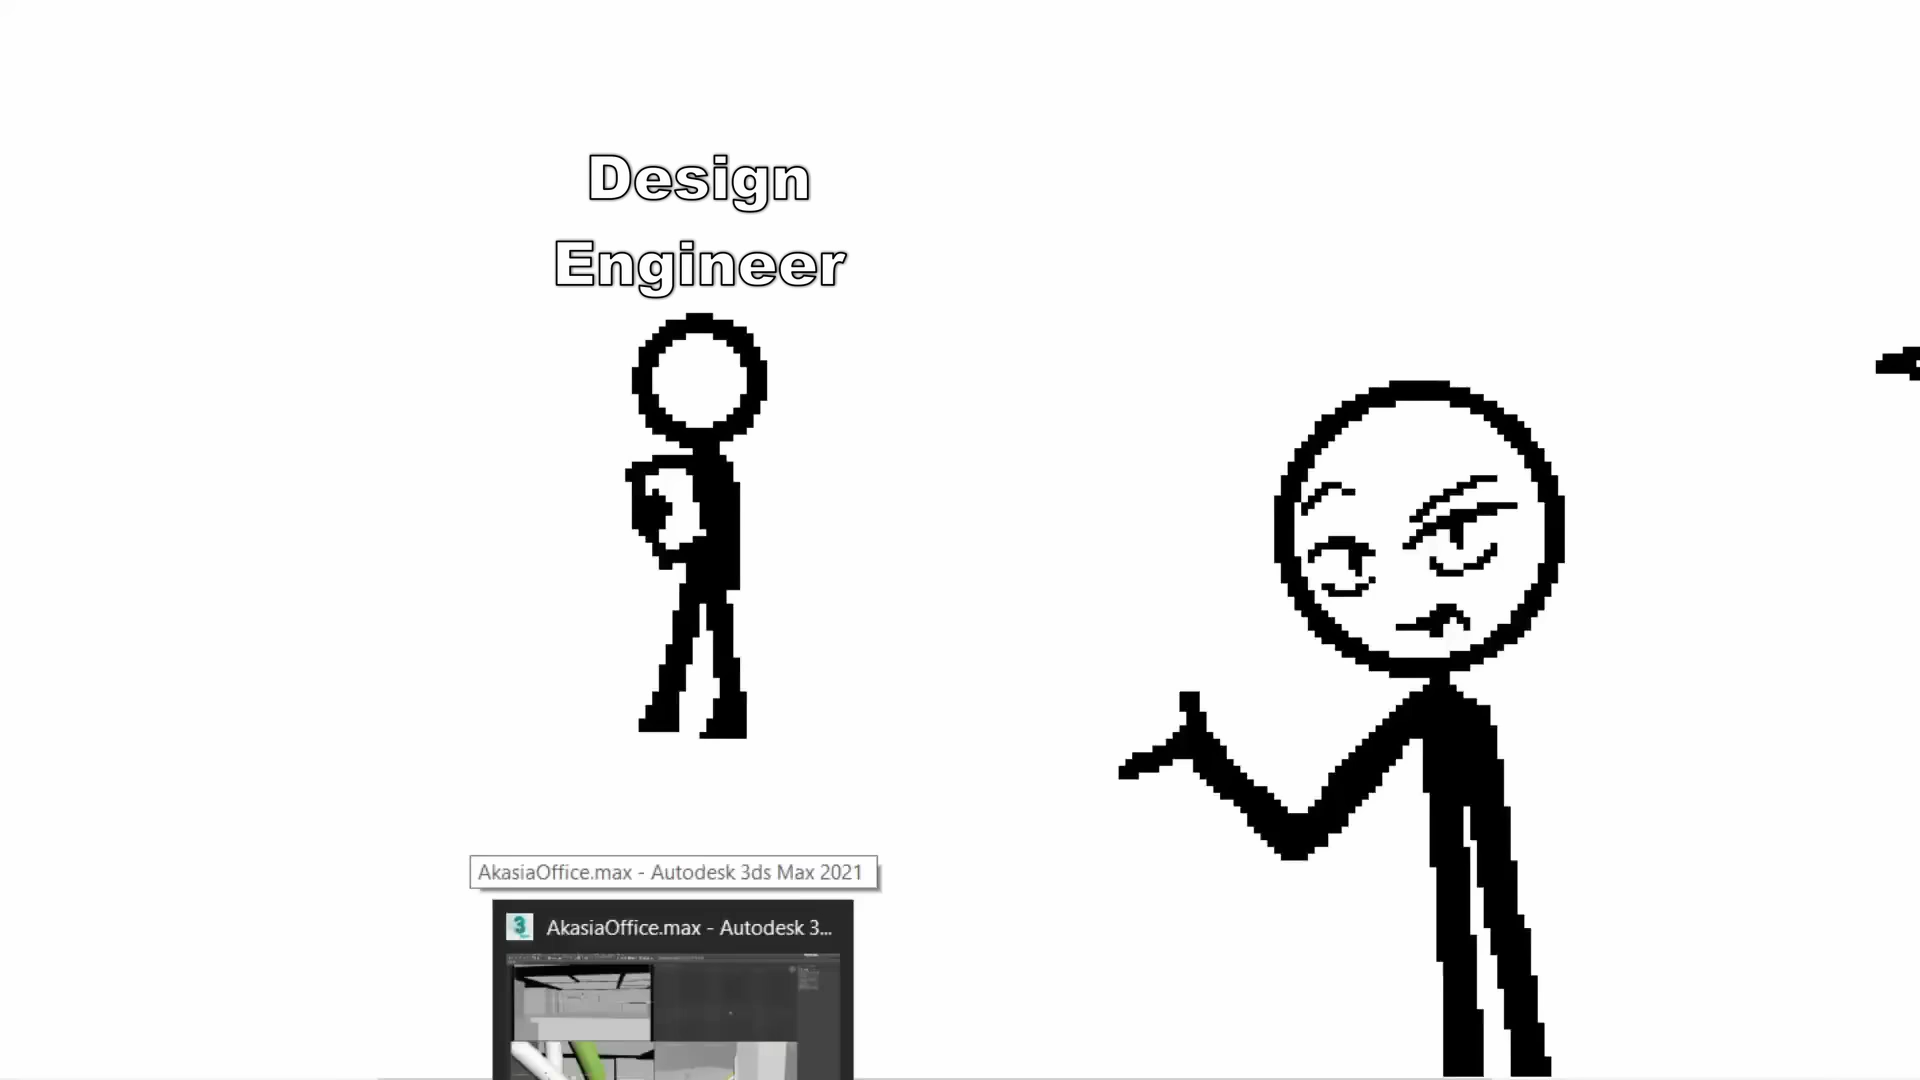 Design
Engineer
AkasiaOffice.max - Autodesk 3ds Max 2021
AkasiaOffice.max - Autodesk 3...